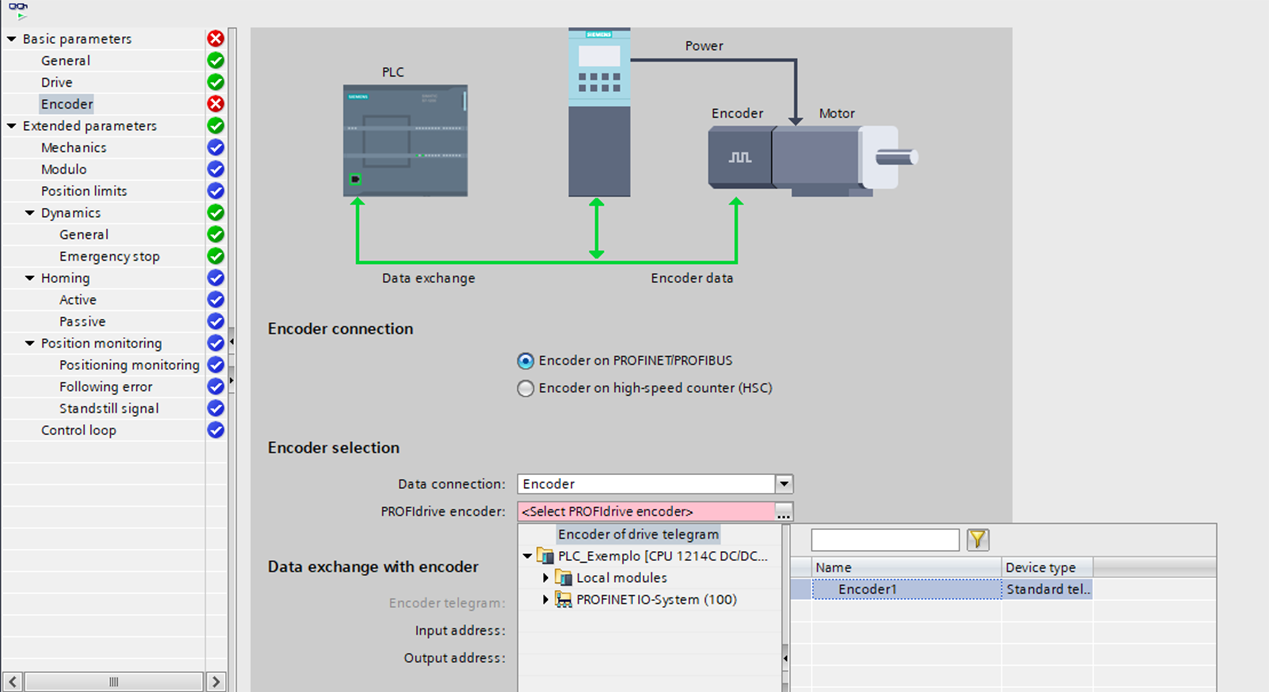 Basic parameters
General
Drive
Encoder
Extended parameters
Mechanics
Modulo
Position limits
Dynamics
General
Emergency stop
Homing
Active
Passive
Position monitoring
Positioning monitoring
Following error
Standstill signal
Control loop
PLC
SIEMENS
SIEMENS
Power
Encoder
Motor
Data exchange
Encoder data
Encoder connection
Encoder on PROFINET/PROFIBUS
Encoder on high-speed counter (HSC)
Encoder selection
Data connection:
Encoder
PROFIdrive encoder:
<Select PROFIdrive encoder>
...
Encoder of drive telegram
PLC_Exemplo [CPU 1214C DC/DC...
Local modules
PROFINET IO-System (100)
Name
Device type
Encoder1
Standard tel..
Data exchange with encoder
Encoder telegram:
Input address:
Output address: